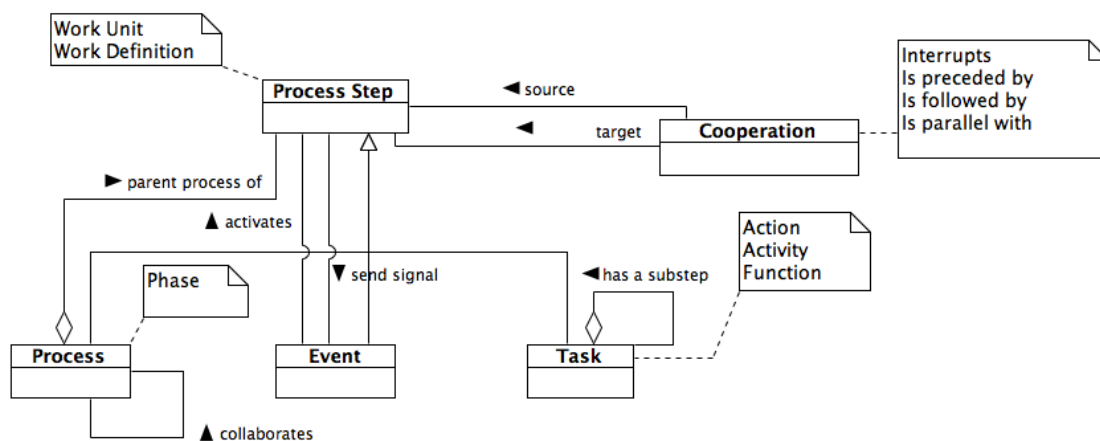 Work Unit
Work Definition
Process Step
source
target
Cooperation
Interrupts
Is preceded by
Is followed by
Is parallel with
parent process of
activates
send signal
has a substep
Action
Activity
Function
Phase
Process
Event
Task
collaborates